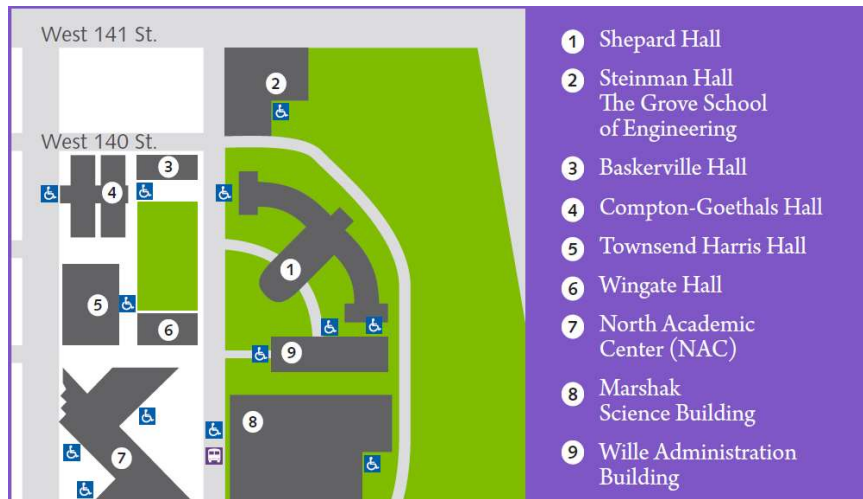 West 141 St.
2
West 140 St.
3
4
1
5
6
9
8
7
1 Shepard Hall
2 Steinman Hall
The Grove School
of Engineering
3 Baskerville Hall
4 Compton-Goethals Hall
5 Townsend Harris Hall
6 Wingate Hall
7 North Academic
Center (NAC)
8 Marshak
Science Building
9 Wille Administration
Building